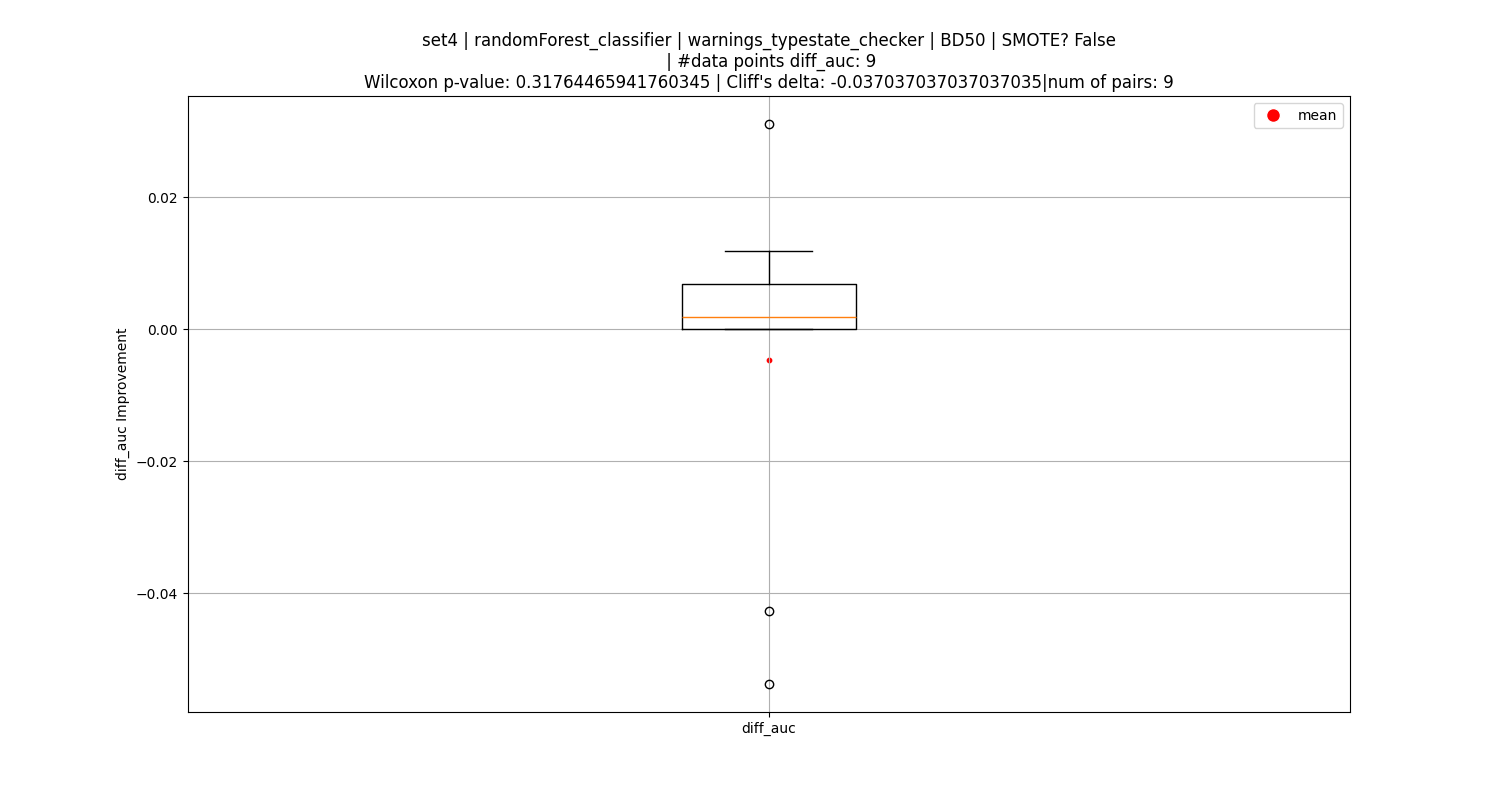 set4 | randomForest_classifier | warnings_typestate_checker | BD50 | SMOTE? False
| #data points diff_auc: 9
Wilcoxon p-value: 0.31764465941760345 | Cliff's delta: -0.037037037037037035|num of pairs: 9
mean
0.02
0.00
−0.02
−0.04
diff_auc Improvement
diff_auc